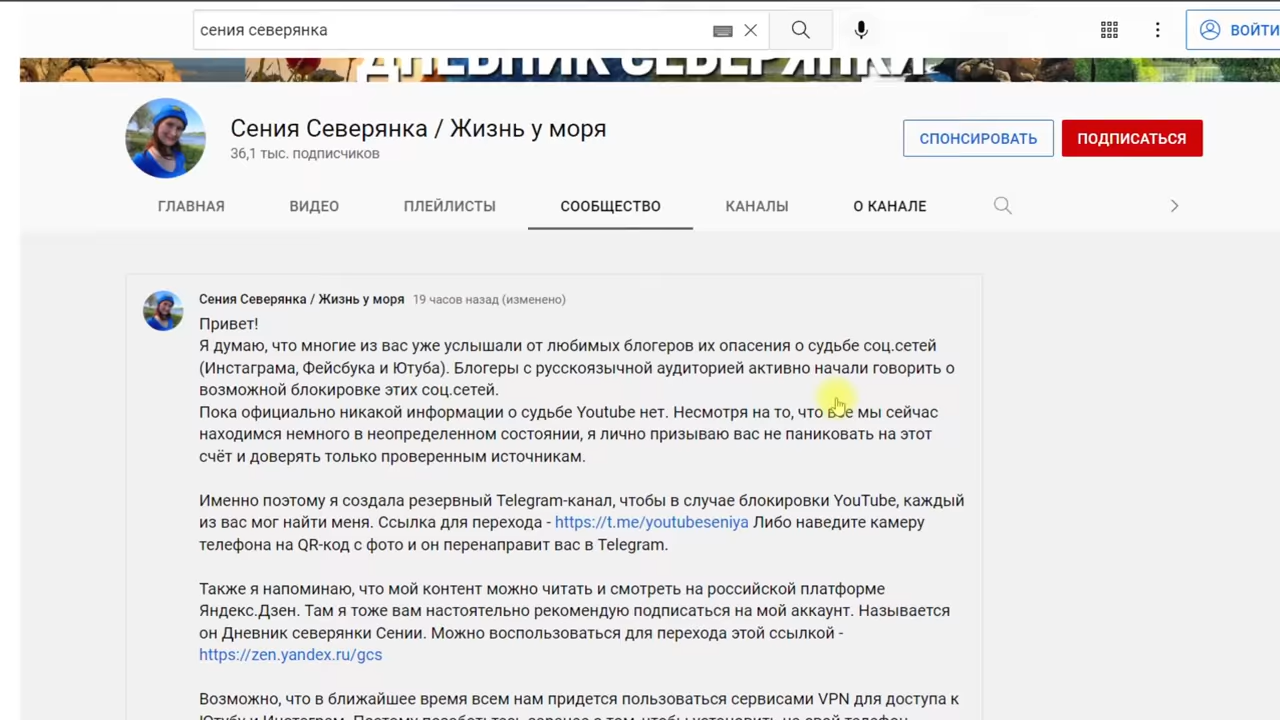 сения северянка
ВОЙТИ
ДНЕВНИК СЕВЕРЯНКИ
Сения Северянка / Жизнь у моря
36,1 тыс. подписчиков
СПОНСИРОВАТЬ
ПОДПИСАТЬСЯ
ГЛАВНАЯ ВИДЕО ПЛЕЙЛИСТЫ СООБЩЕСТВО КАНАЛЫ О КАНАЛЕ
Сения Северянка / Жизнь у моря 19 часов назад (изменено)
Привет!
Я думаю, что многие из вас уже услышали от любимых блогеров их опасения о судьбе соц.сетей
(Инстаграма, Фейсбука и Ютуба). Блогеры с русскоязычной аудиторией активно начали говорить о
возможной блокировке этих соц.сетей.
Пока официально никакой информации о судьбе Youtube нет. Несмотря на то, что все мы сейчас
находимся немного в неопределенном состоянии, я лично призываю вас не паниковать на этот
счёт и доверять только проверенным источникам.
Именно поэтому я создала резервный Telegram-канал, чтобы в случае блокировки YouTube, каждый
из вас мог найти меня. Ссылка для перехода - https://t.me/youtubeseniya Либо наведите камеру
телефона на QR-код с фото и он перенаправит вас в Telegram.
Также я напоминаю, что мой контент можно читать и смотреть на российской платформе
Яндекс.Дзен. Там я тоже вам настоятельно рекомендую подписаться на мой аккаунт. Называется
он Дневник северянки Сении. Можно воспользоваться для перехода этой ссылкой -
https://zen.yandex.ru/gcs
Возможно, что в ближайшее время всем нам придется пользоваться сервисами VPN для доступа к